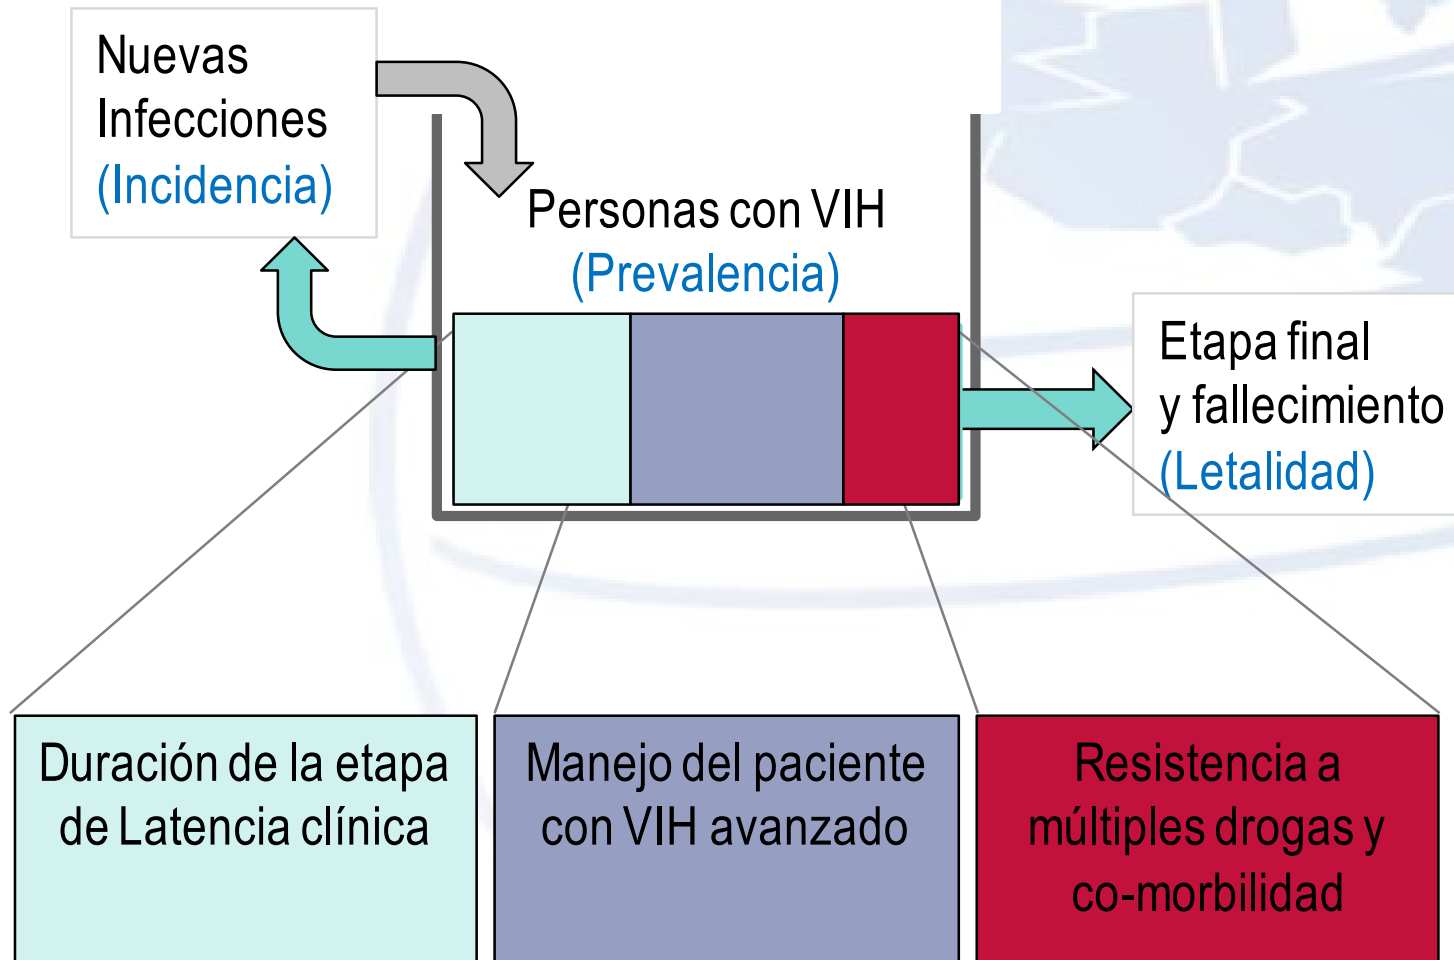 Nuevas
Infecciones
(Incidencia)
Personas con VIH
(Prevalencia)
Etapa final
y fallecimiento
(Letalidad)
Duración de la etapa
de Latencia clínica
Manejo del paciente
con VIH avanzado
Resistencia a
múltiples drogas y
co-morbilidad